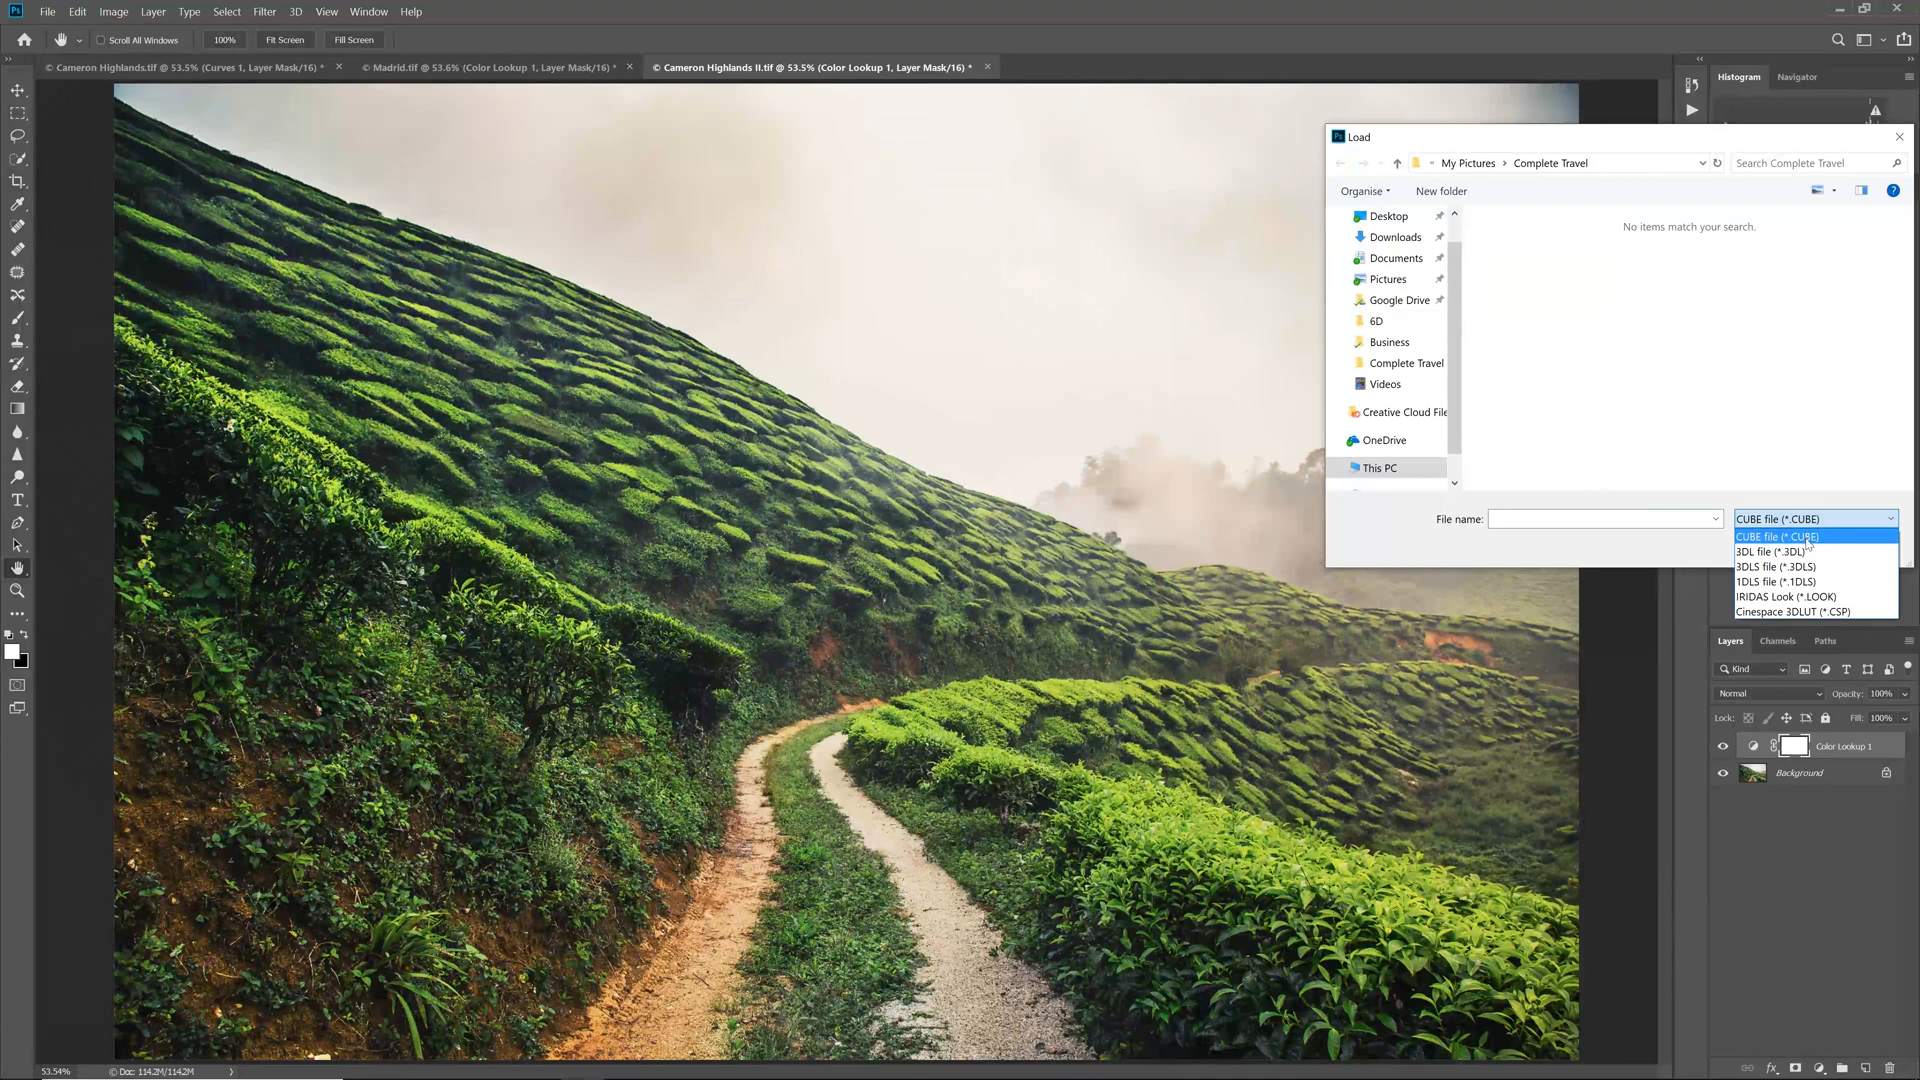 Ps File Edit Image Layer Type Select Filter 3D View Window Help
Scroll All Windows 100% Fit Screen Fill Screen
© Cameron Highlands.tif @ 53.5% (Curves 1, Layer Mask/16) *
© Madrid.tif @ 53.6% (Color Lookup 1, Layer Mask/16) *
© Cameron Highlands II.tif @ 53.5% (Color Lookup 1, Layer Mask/16) *
Histogram Navigator
Ps Load
My Pictures > Complete Travel
Search Complete Travel
Organise New folder
Desktop
Downloads
Documents
Pictures
Google Drive
6D
Business
Complete Travel
Videos
Creative Cloud File
OneDrive
This PC
No items match your search.
File name:
CUBE file (*.CUBE)
CUBE file (*.CUBE)
3DL file (*.3DL)
3DLS file (*.3DLS)
1DLS file (*.1DLS)
IRIDAS Look (*.LOOK)
Cinespace 3DLUT (*.CSP)
Layers Channels Paths
Kind
Normal Opacity: 100%
Lock: Fill: 100%
Color Lookup 1
Background
fx
53.54% © Doc: 114.2M/114.2M